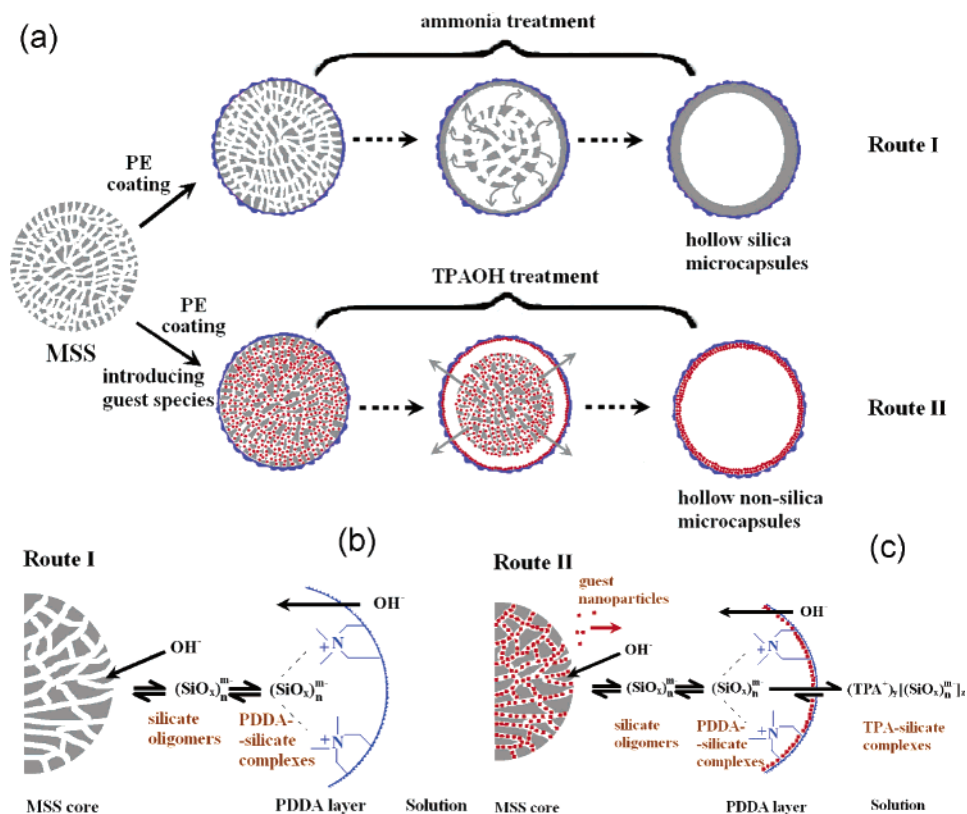 (a)
ammonia treatment
PE
coating
Route I
hollow silica
microcapsules
MSS
TPAOH treatment
PE
coating
introducing
guest species
Route II
hollow non-silica
microcapsules
(b)
Route I
OH⁻
+
N
OH⁻
(SiOₓ)ₙᵐ⁻
(SiOₓ)ₙᵐ⁻
silicate
oligomers
PDDA-
-silicate
complexes
+
N
MSS core
PDDA layer
Solution
(c)
Route II
guest
nanoparticles
OH⁻
+
N
OH⁻
(SiOₓ)ₙᵐ⁻
(SiOₓ)ₙᵐ⁻
(TPA⁺)ᵧ[(SiOₓ)ₙᵐ⁻]z
silicate
oligomers
PDDA-
-silicate
complexes
TPA-silicate
complexes
+
N
MSS core
PDDA layer
Solution